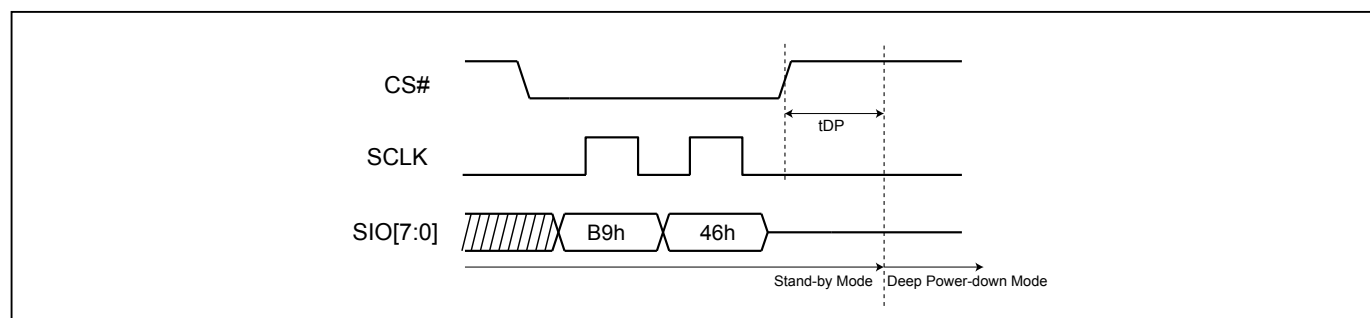 CS#
tDP
SCLK
SIO[7:0] B9h 46h
Stand-by Mode Deep Power-down Mode